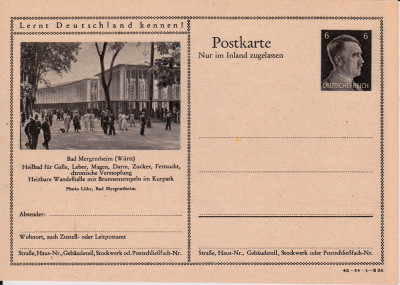 Lernt Deutschland kennen!
Bad Mergentheim (Württ)
Heilbad für Galle, Leber, Magen, Darm, Zucker, Fettsucht,
chronische Verstopfung
Heizbare Wandelhalle mit Brunnentempeln im Kurpark
Photo Löhr, Bad Mergentheim
Absender:
Wohnort, auch Zustell- oder Leitpostamt
Straße, Haus-Nr., Gebäudeteil, Stockwerk od. Postschließfach-Nr.
Postkarte
Nur im Inland zugelassen
6 6
DEUTSCHES REICH
Straße, Haus-Nr., Gebäudeteil, Stockwerk oder Postschließfach-Nr.